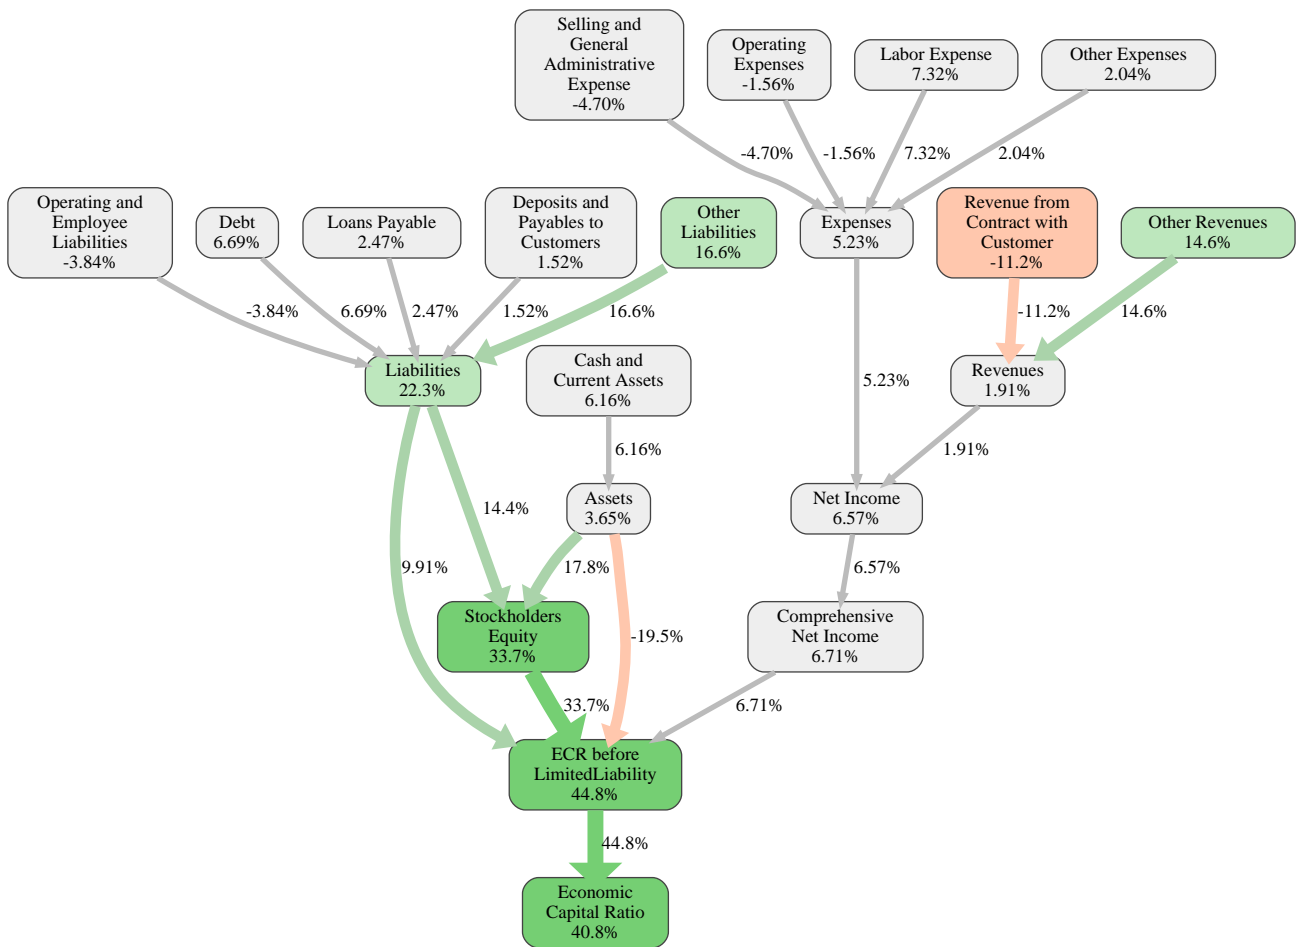 Selling and
General
Administrative
Expense
-4.70%
Operating
Expenses
-1.56%
Labor Expense
7.32%
Other Expenses
2.04%
-4.70%
-1.56%
7.32%
2.04%
Operating and
Employee
Liabilities
-3.84%
Debt
6.69%
Loans Payable
2.47%
Deposits and
Payables to
Customers
1.52%
Other
Liabilities
16.6%
Expenses
5.23%
Revenue from
Contract with
Customer
-11.2%
Other Revenues
14.6%
-3.84%
6.69%
2.47%
1.52%
16.6%
-11.2%
14.6%
Liabilities
22.3%
Cash and
Current Assets
6.16%
5.23%
Revenues
1.91%
6.16%
1.91%
14.4%
Assets
3.65%
Net Income
6.57%
9.91%
17.8%
6.57%
Stockholders
Equity
33.7%
-19.5%
Comprehensive
Net Income
6.71%
33.7%
6.71%
ECR before
LimitedLiability
44.8%
44.8%
Economic
Capital Ratio
40.8%